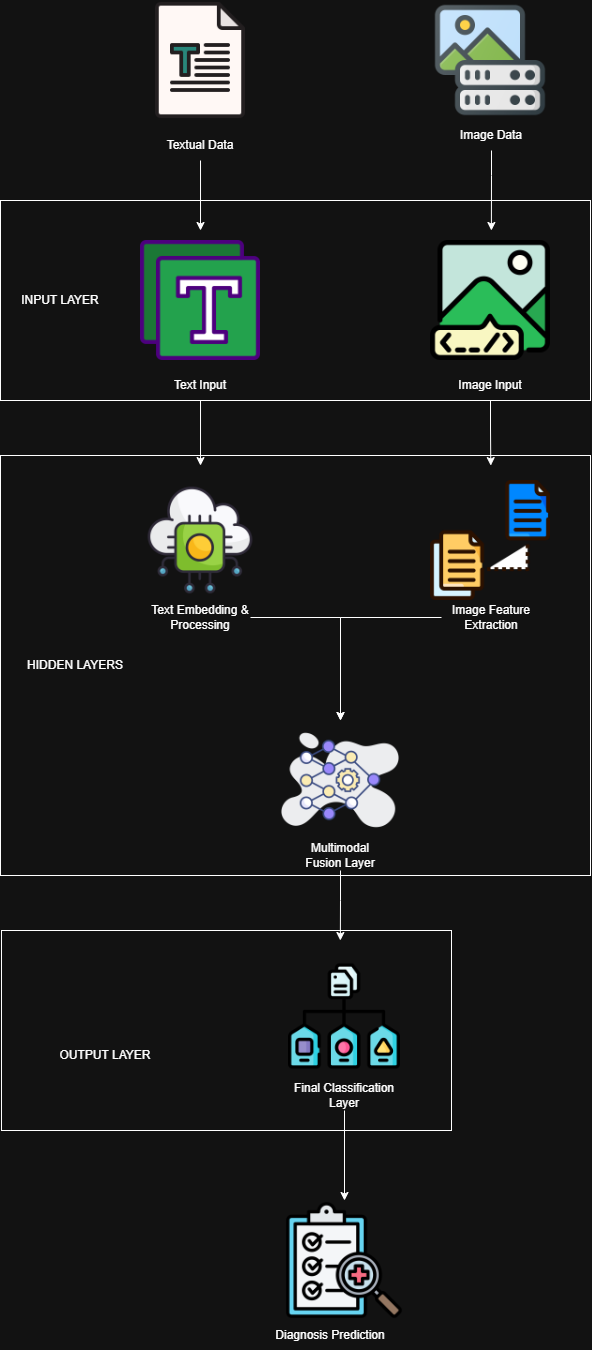 Textual Data
Image Data
INPUT LAYER
Text Input
Image Input
Text Embedding &
Processing
Image Feature
Extraction
HIDDEN LAYERS
Multimodal
Fusion Layer
OUTPUT LAYER
Final Classification
Layer
Diagnosis Prediction